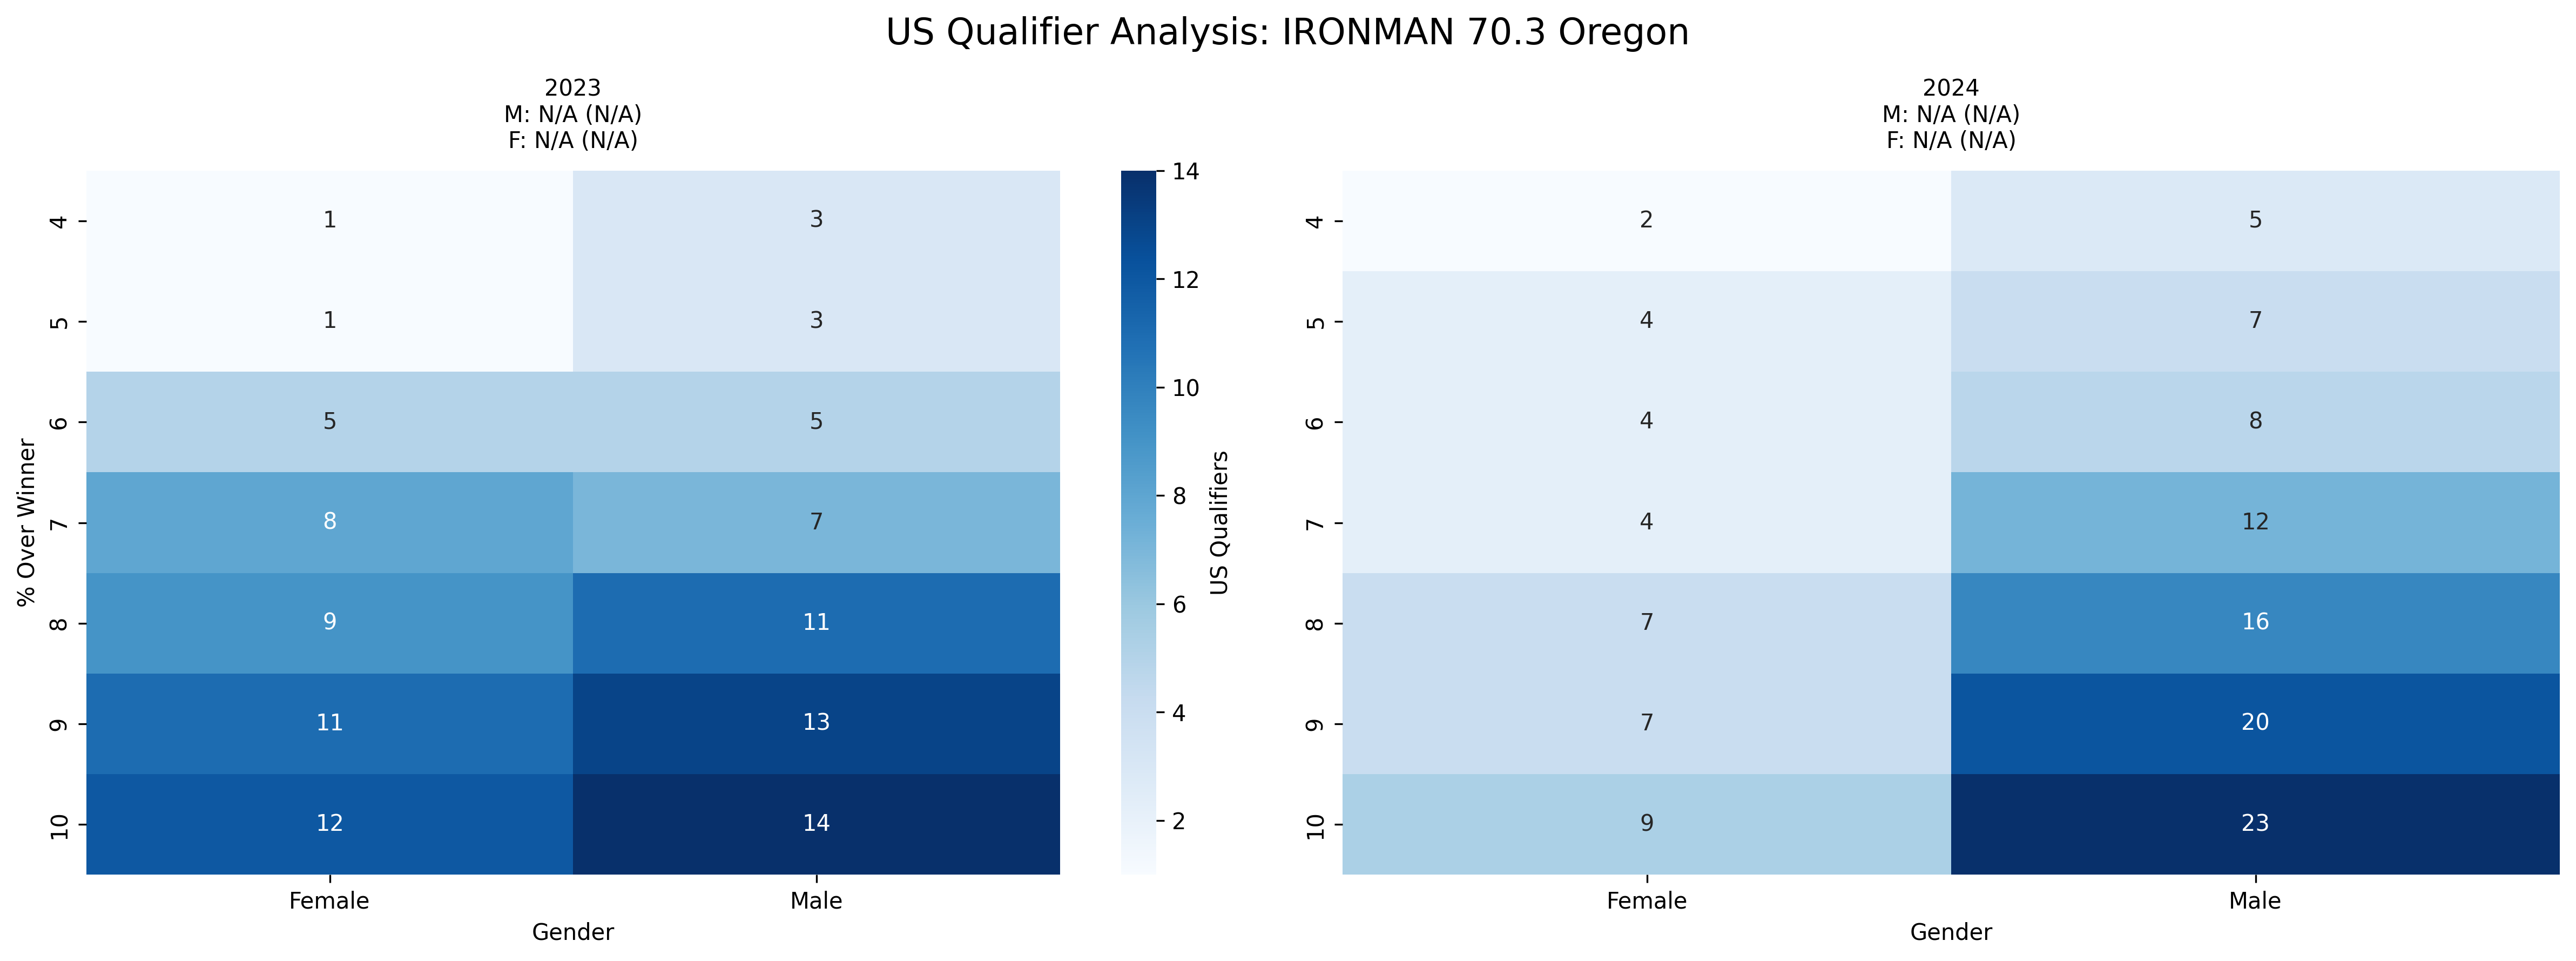 US Qualifier Analysis: IRONMAN 70.3 Oregon
2023
M: N/A (N/A)
F: N/A (N/A)
% Over Winner
4 1 3
5 1 3
6 5 5
7 8 7
8 9 11
9 11 13
10 12 14
Female Male
Gender
14
12
10
8
6
4
2
US Qualifiers
2024
M: N/A (N/A)
F: N/A (N/A)
4 2 5
5 4 7
6 4 8
7 4 12
8 7 16
9 7 20
10 9 23
Female Male
Gender